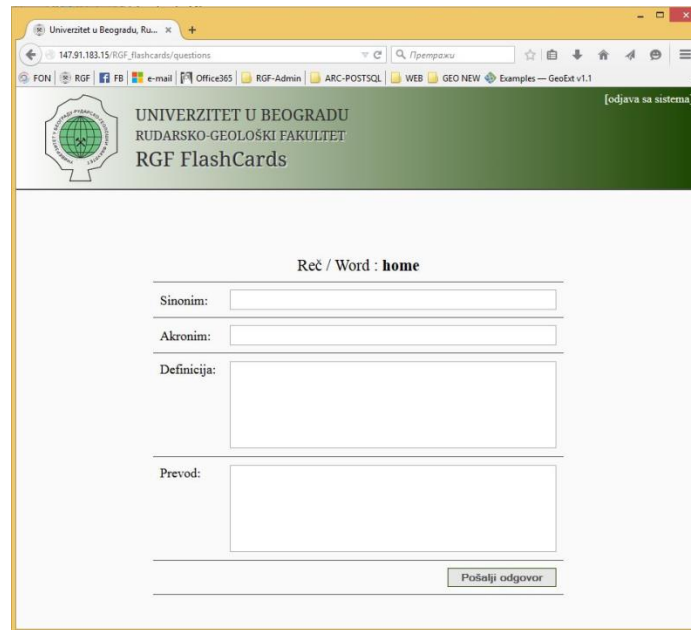 Univerzitet u Beogradu, Ru...
147.91.183.15/RGF_flashcards/questions
Претражи
FON RGF FB e-mail Office365 RGF-Admin ARC-POSTSQL WEB GEO NEW Examples — GeoExt v1.1
[odjava sa sistema]
UNIVERZITET U BEOGRADU
RUDARSKO-GEOLOŠKI FAKULTET
RGF FlashCards
Reč / Word : home
Sinonim:
Akronim:
Definicija:
Prevod:
Pošalji odgovor